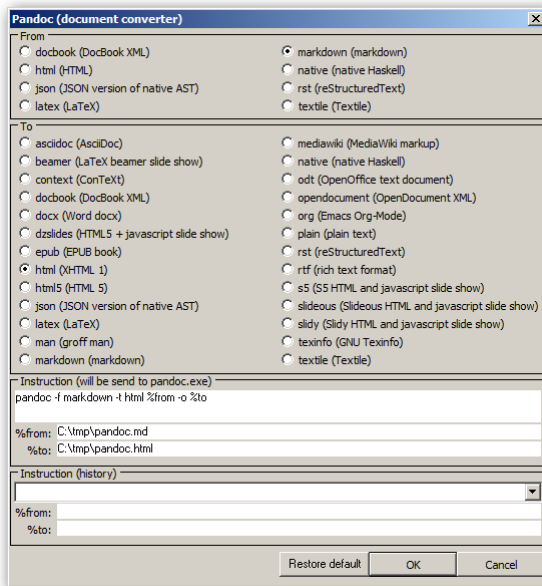 Pandoc (document converter)
From
docbook (DocBook XML)
markdown (markdown)
html (HTML)
native (native Haskell)
json (JSON version of native AST)
rst (reStructuredText)
latex (LaTeX)
textile (Textile)
To
asciidoc (AsciiDoc)
mediawiki (MediaWiki markup)
beamer (LaTeX beamer slide show)
native (native Haskell)
context (ConTeXt)
odt (OpenOffice text document)
docbook (DocBook XML)
opendocument (OpenDocument XML)
docx (Word docx)
org (Emacs Org-Mode)
dzslides (HTML5 + javascript slide show)
plain (plain text)
epub (EPUB book)
rst (reStructuredText)
html (XHTML 1)
rtf (rich text format)
html5 (HTML 5)
s5 (S5 HTML and javascript slide show)
json (JSON version of native AST)
slideous (Slideous HTML and javascript slide show)
latex (LaTeX)
slidy (Slidy HTML and javascript slide show)
man (groff man)
texinfo (GNU Texinfo)
markdown (markdown)
textile (Textile)
Instruction (will be send to pandoc.exe)
pandoc -f markdown -t html %from -o %to
%from: C:\tmp\pandoc.md
%to: C:\tmp\pandoc.html
Instruction (history)
%from:
%to:
Restore default OK Cancel